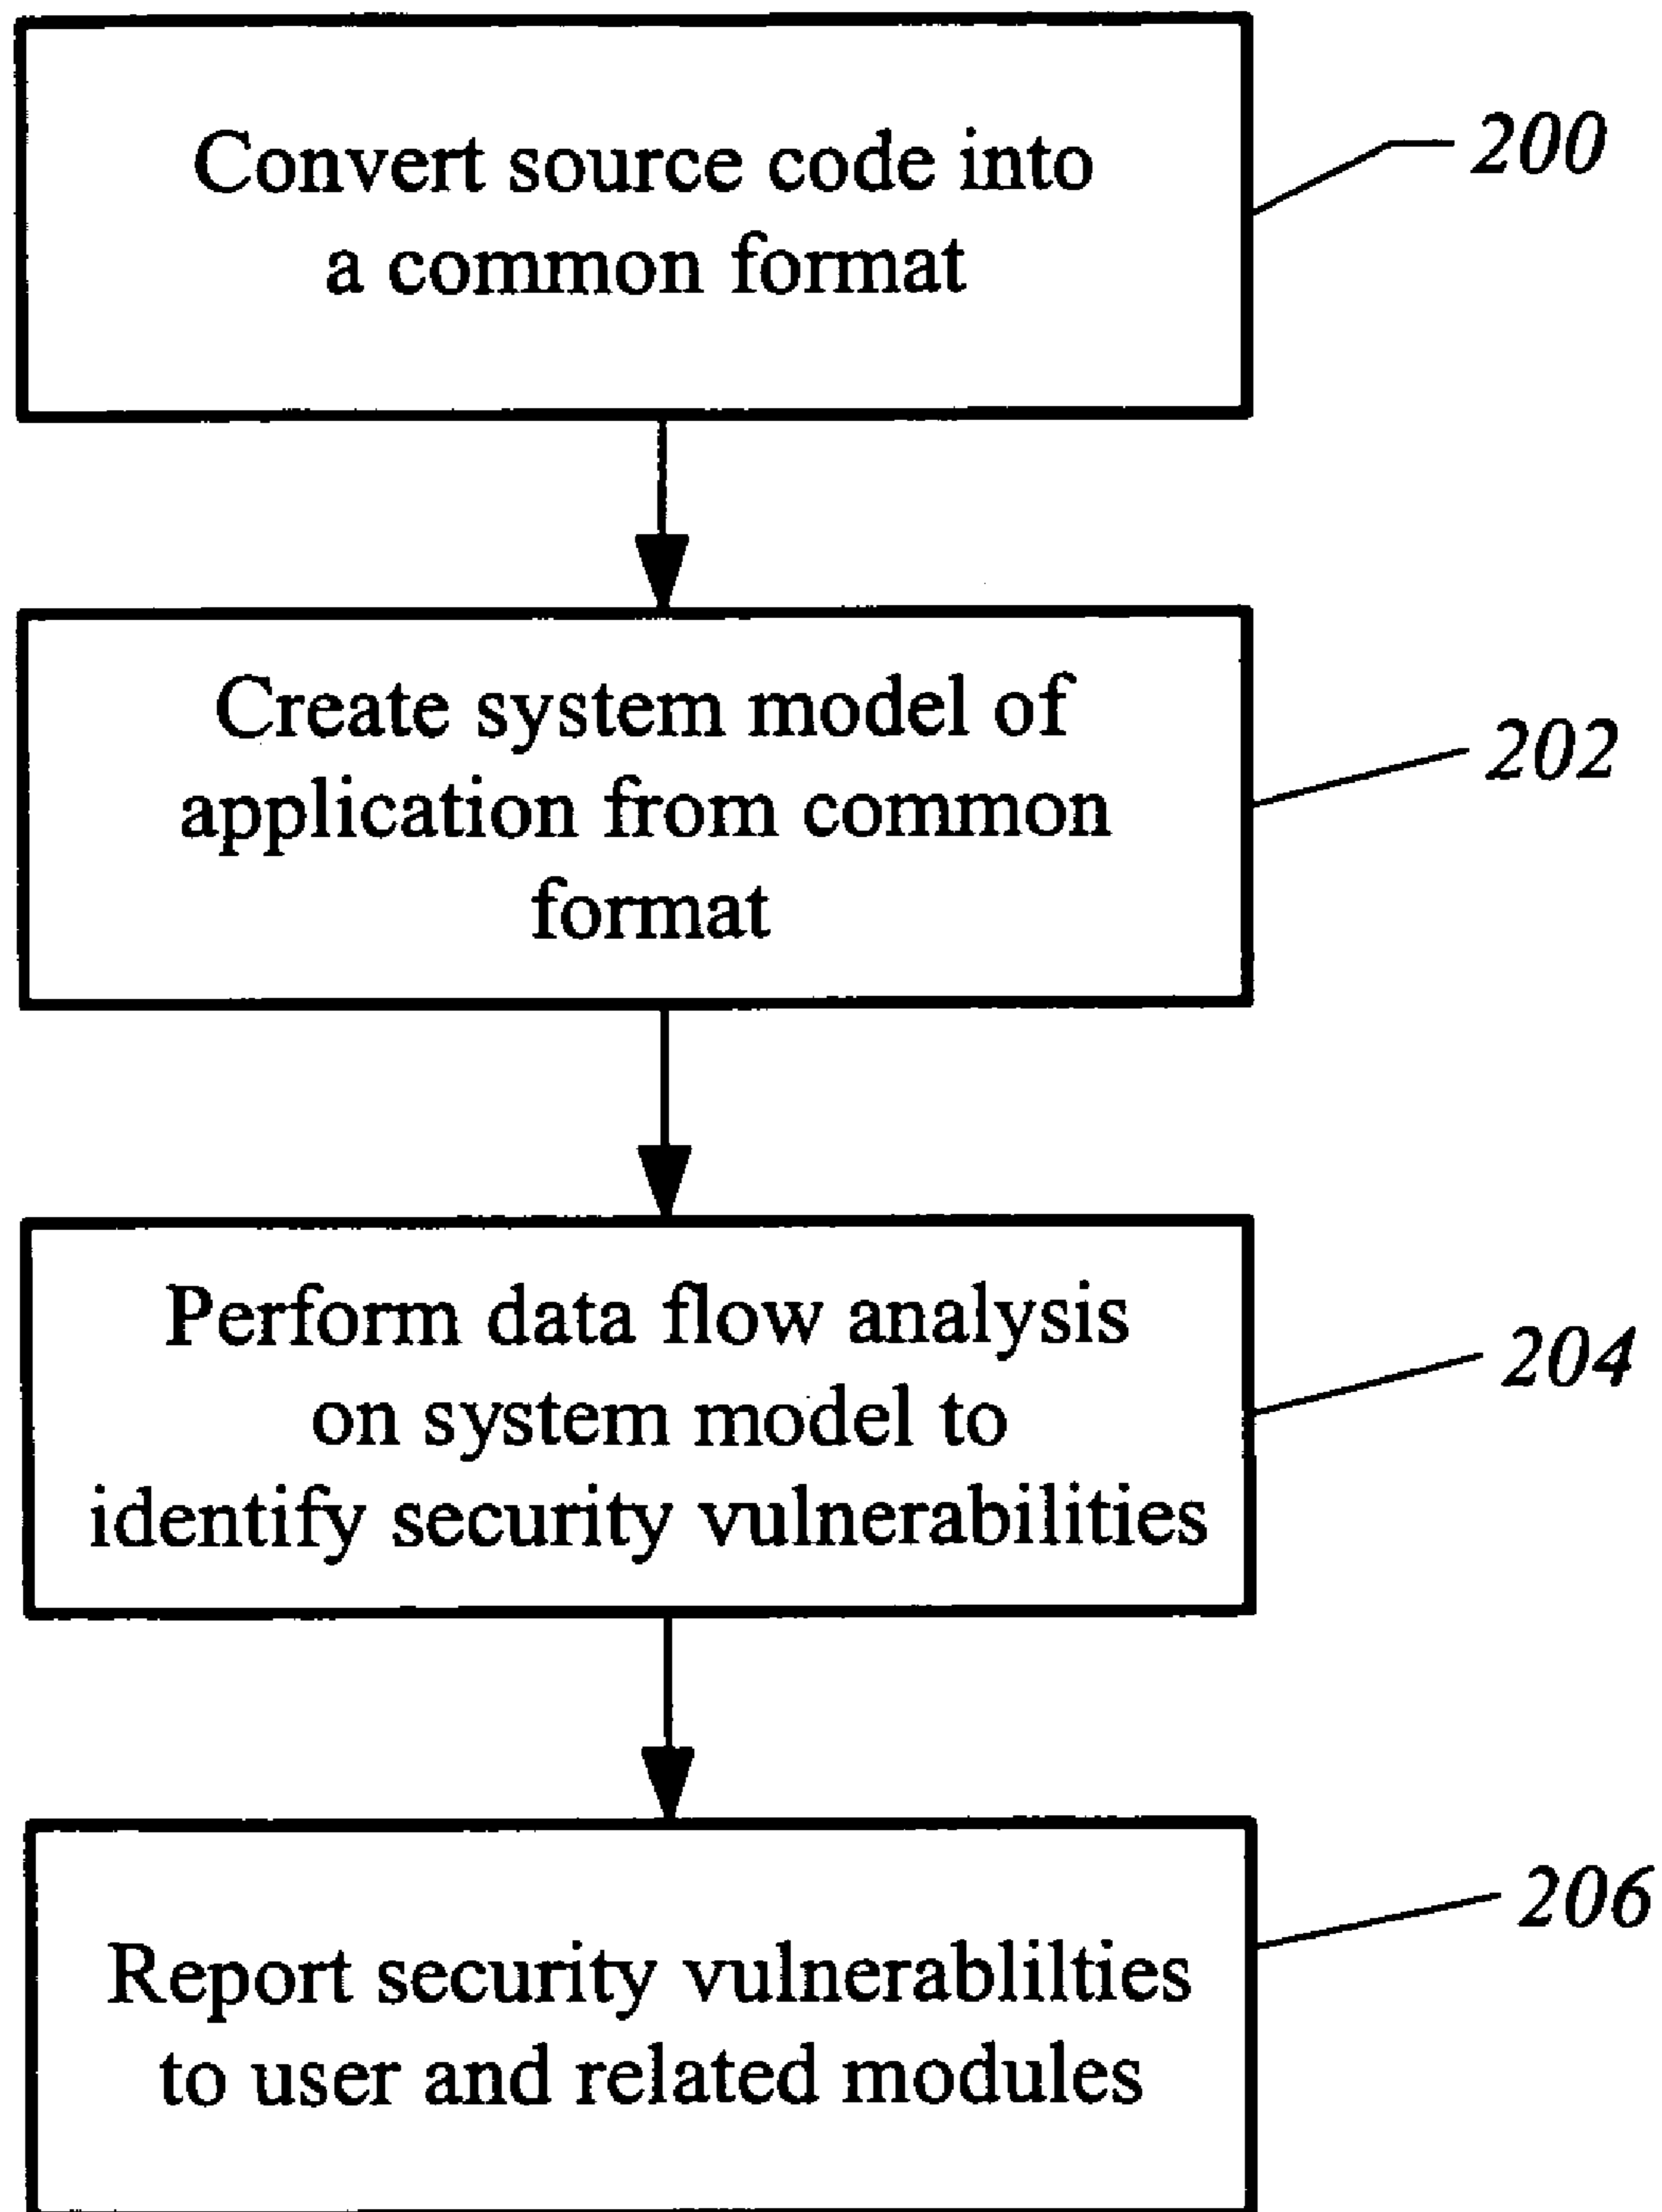 Convert source code into
a common format
200
Create system model of
application from common
format
202
Perform data flow analysis
on system model to
identify security vulnerabilities
204
Report security vulnerablilties
to user and related modules
206